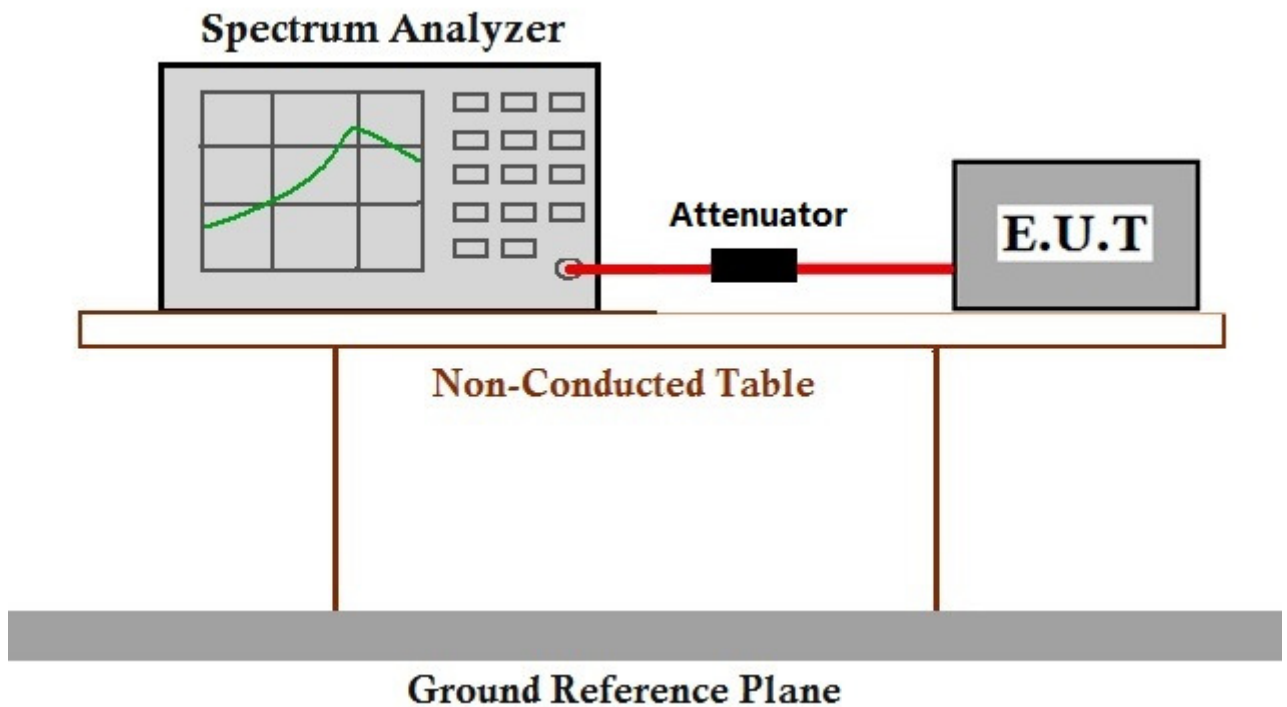 Spectrum Analyzer
Attenuator
E.U.T
Non-Conducted Table
Ground Reference Plane